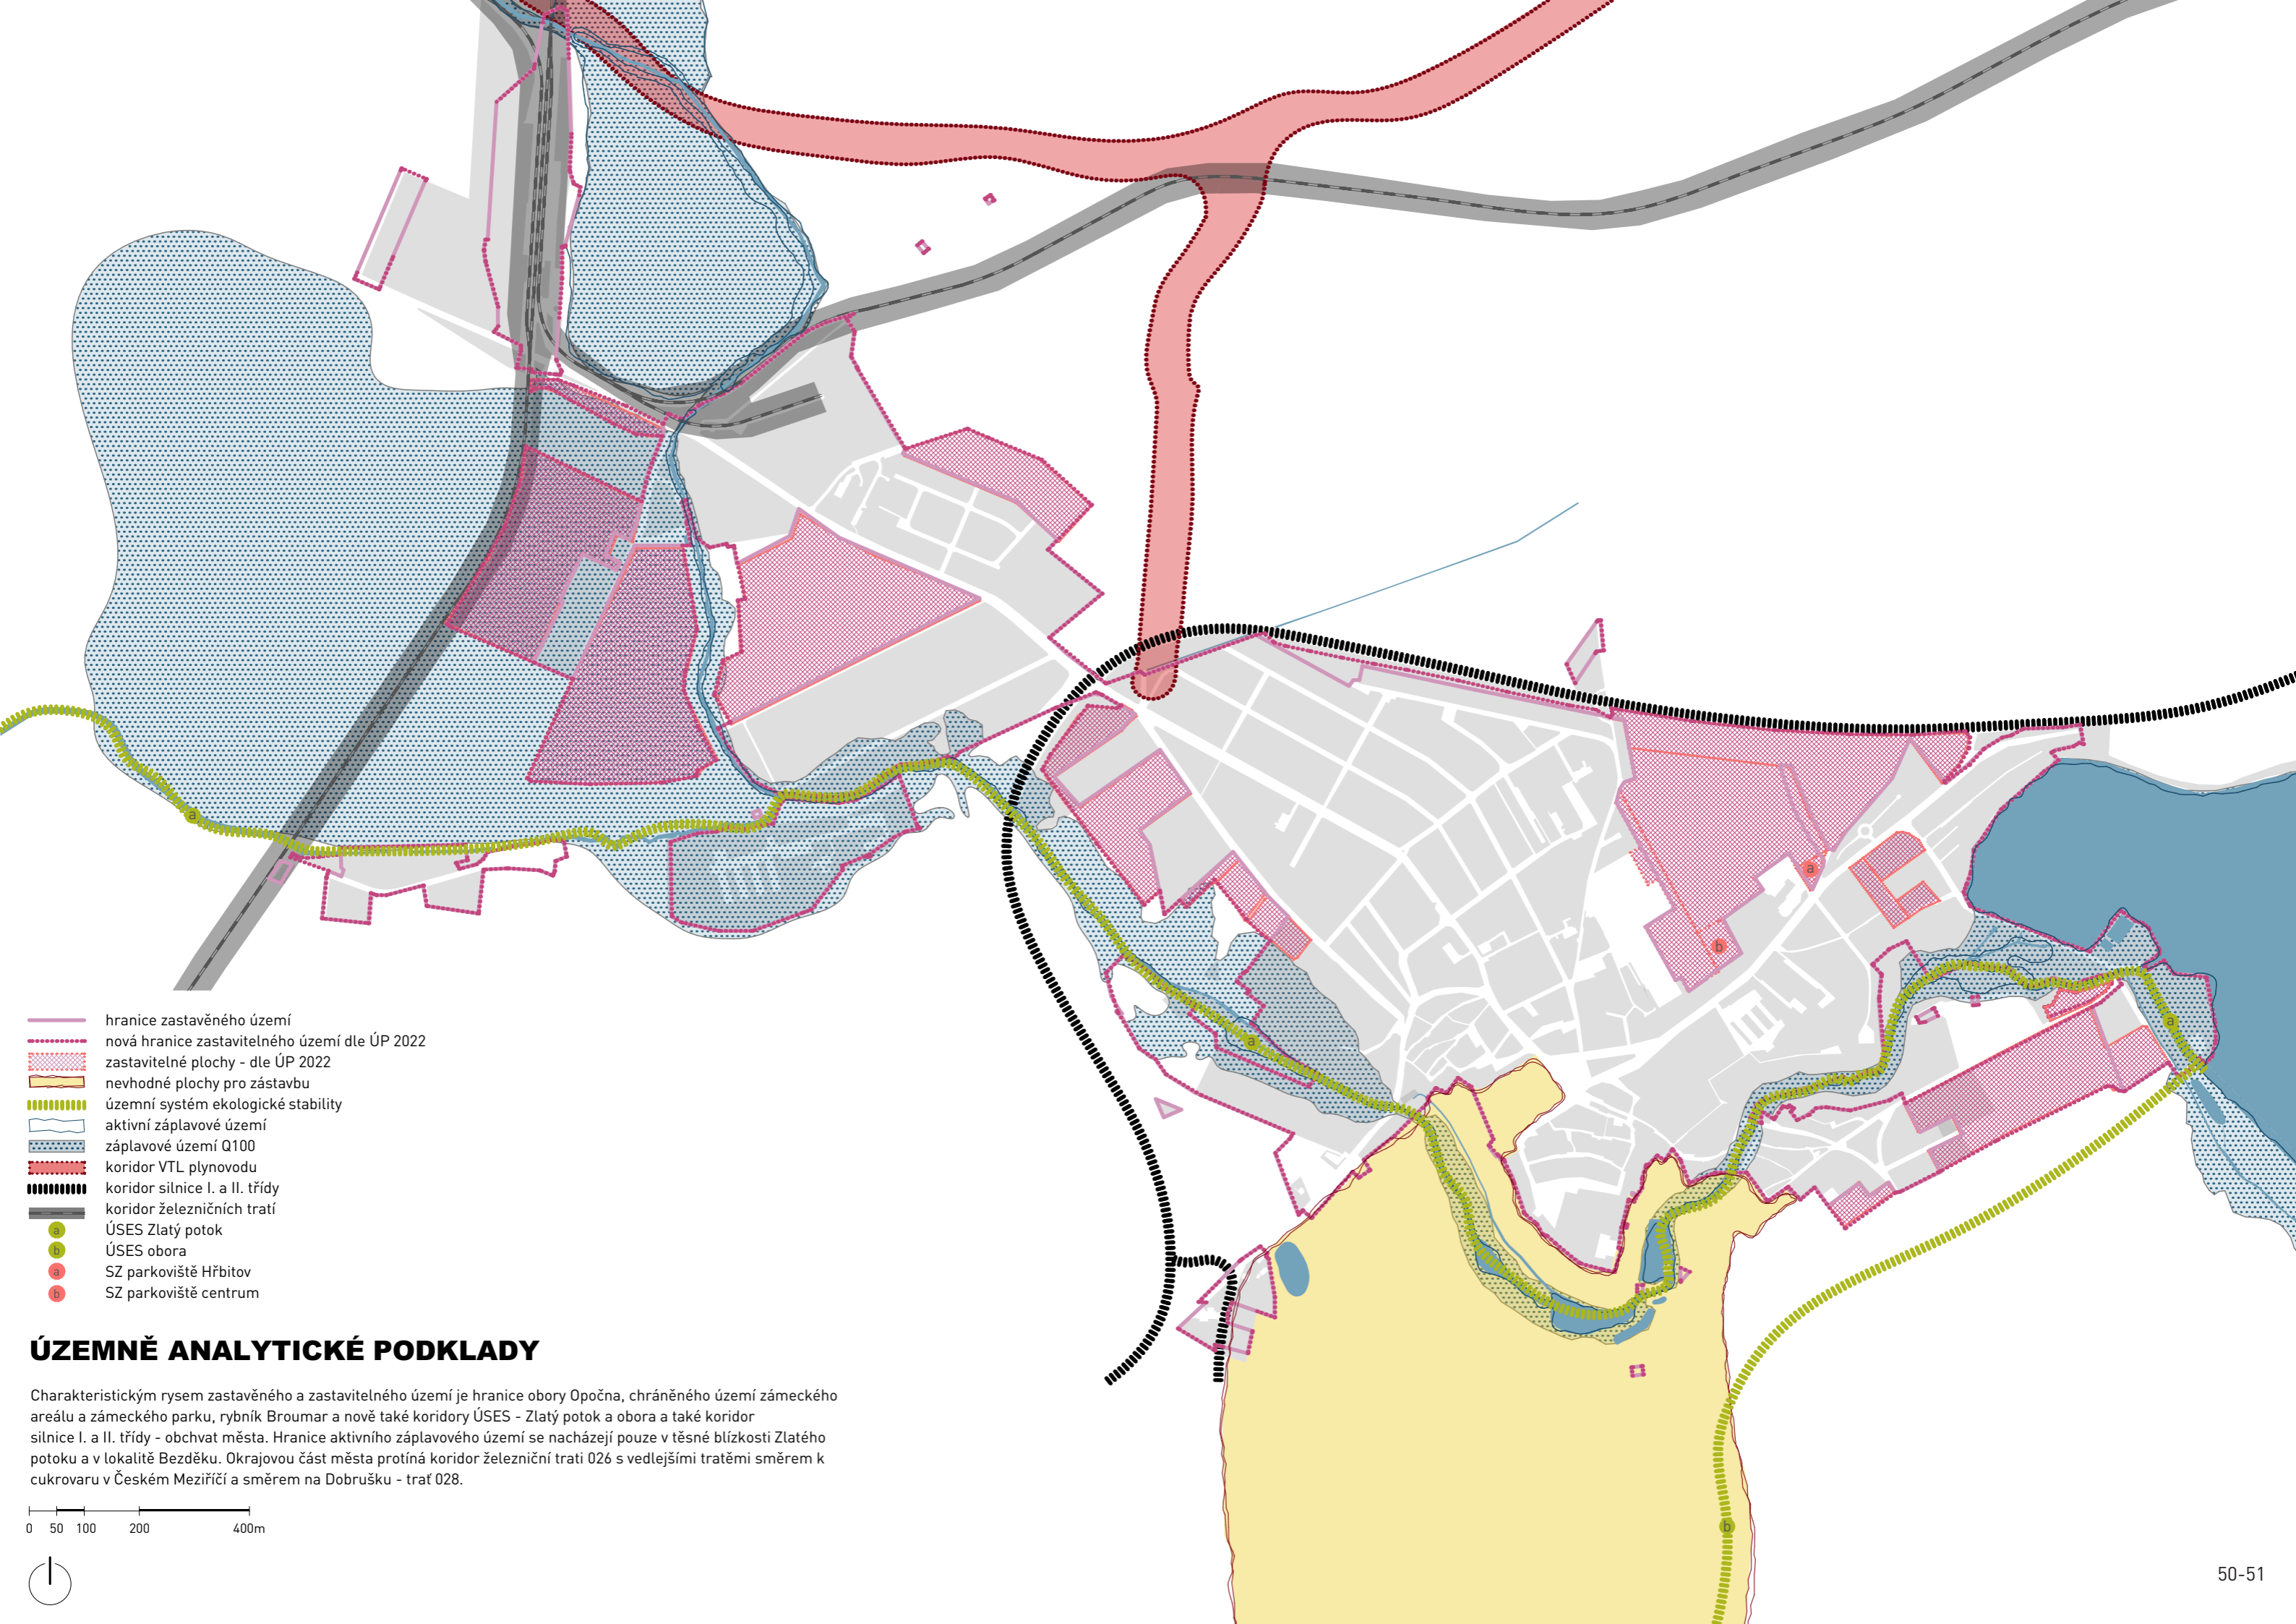 a
a
a
b
a
a
b
hranice zastavěného území
nová hranice zastavitelného území dle ÚP 2022
zastavitelné plochy - dle ÚP 2022
nevhodné plochy pro zástavbu
územní systém ekologické stability
aktivní záplavové území
záplavové území Q100
koridor VTL plynovodu
koridor silnice I. a II. třídy
koridor železničních tratí
a ÚSES Zlatý potok
b ÚSES obora
a SZ parkoviště Hřbitov
b SZ parkoviště centrum
ÚZEMNĚ ANALYTICKÉ PODKLADY
Charakteristickým rysem zastavěného a zastavitelného území je hranice obory Opočna, chráněného území zámeckého
areálu a zámeckého parku, rybník Broumar a nově také koridory ÚSES - Zlatý potok a obora a také koridor
silnice I. a II. třídy - obchvat města. Hranice aktivního záplavového území se nacházejí pouze v těsné blízkosti Zlatého
potoku a v lokalitě Bezděku. Okrajovou část města protíná koridor železniční trati 026 s vedlejšími tratěmi směrem k
cukrovaru v Českém Meziříčí a směrem na Dobrušku - trať 028.
0 50 100 200 400m
50-51